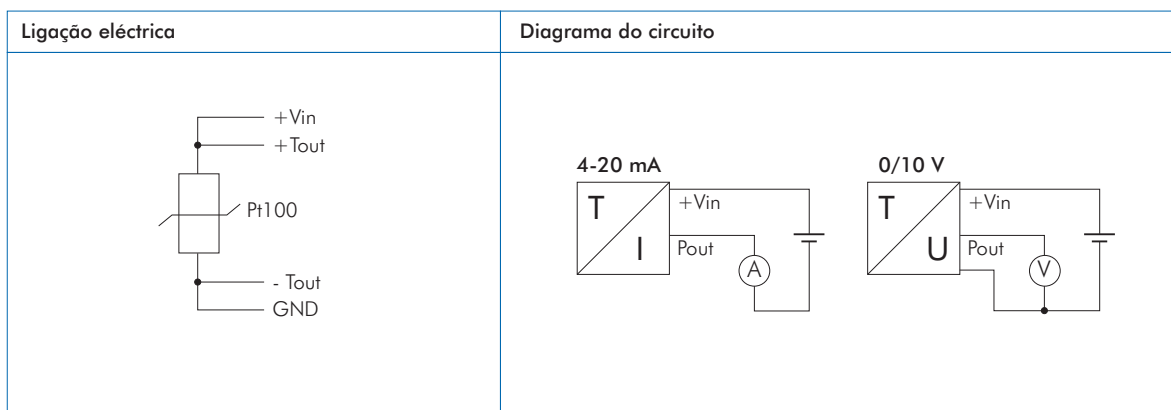 Ligação eléctrica
Diagrama do circuito
+Vin
+Tout
Pt100
- Tout
GND
4-20 mA
T
I
+Vin
Pout
A
0/10 V
T
U
+Vin
Pout
V